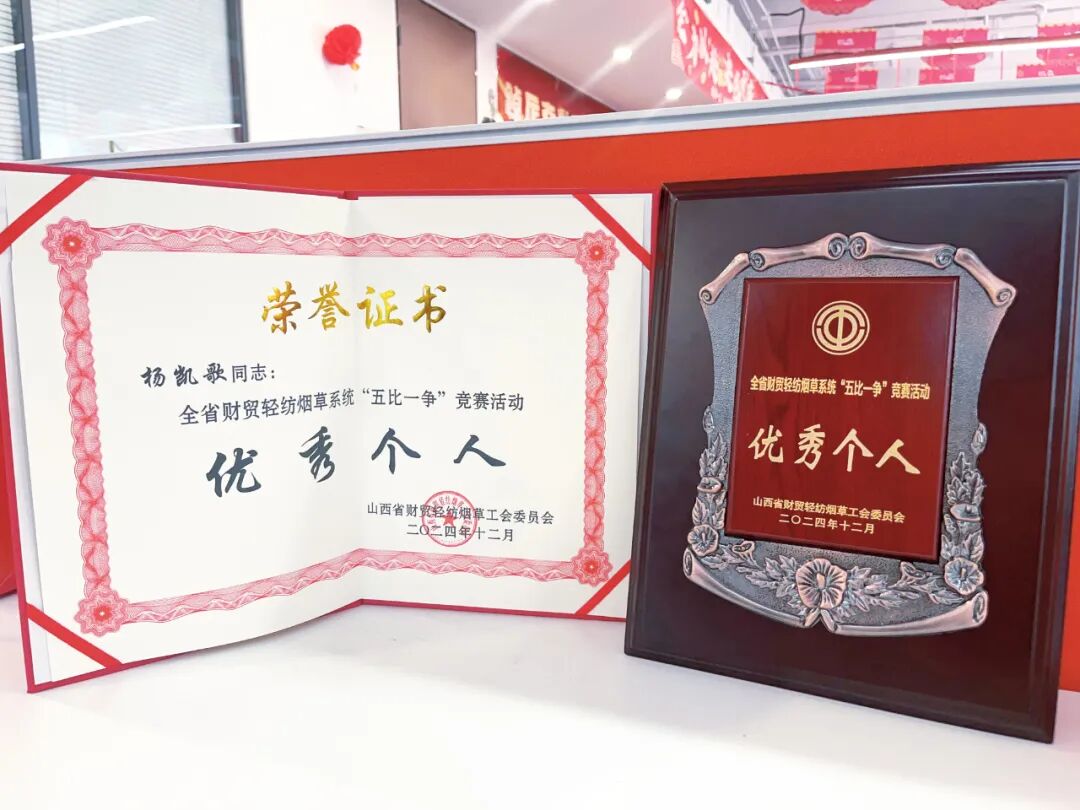 荣誉证书
杨凯歌同志：
全省财贸轻纺烟草系统“五比一争”竞赛活动
优秀个人
山西省财贸轻纺烟草工会委员会
二〇二四年十二月
全省财贸轻纺烟草系统“五比一争”竞赛活动
优秀个人
山西省财贸轻纺烟草工会委员会
二〇二四年十二月